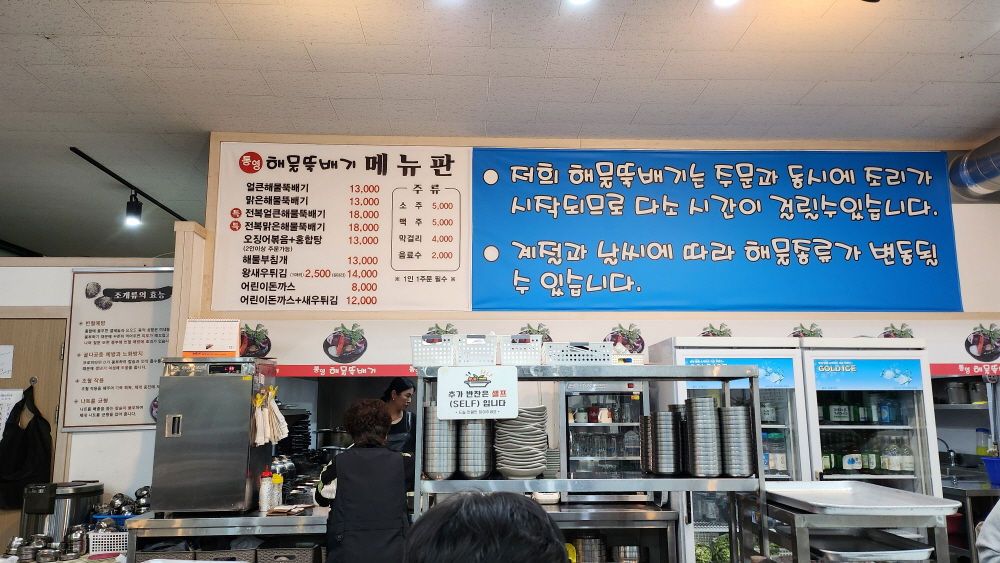 통영 해물뚝배기 메뉴판
얼큰해물뚝배기 13,000
맑은해물뚝배기 13,000
특 전복얼큰해물뚝배기 18,000
특 전복맑은해물뚝배기 18,000
오징어볶음+홍합탕 13,000
(2인이상 주문가능)
해물부침개 13,000
왕새우튀김 2,500 14,000
어린이돈까스 8,000
어린이돈까스+새우튀김 12,000
주 류
소 주 5,000
맥 주 5,000
막걸리 4,000
음료수 2,000
※ 1인 1주문 필수 ※
● 저희 해물뚝배기는 주문과 동시에 조리가
시작되므로 다소 시간이 걸릴수있습니다.
● 계절과 날씨에 따라 해물종류가 변동될
수 있습니다.
조개류의 효능
통영 해물뚝배기
추가 반찬은 셀프
(SELF) 입니다
GOLD ICE